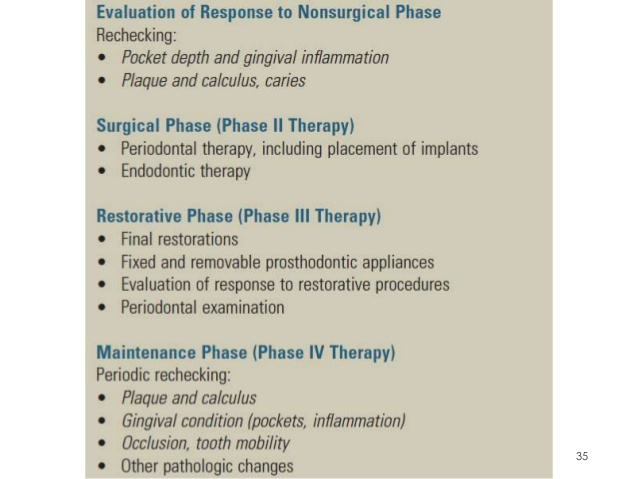 Evaluation of Response to Nonsurgical Phase
Rechecking:
• Pocket depth and gingival inflammation
• Plaque and calculus, caries
Surgical Phase (Phase II Therapy)
• Periodontal therapy, including placement of implants
• Endodontic therapy
Restorative Phase (Phase III Therapy)
• Final restorations
• Fixed and removable prosthodontic appliances
• Evaluation of response to restorative procedures
• Periodontal examination
Maintenance Phase (Phase IV Therapy)
Periodic rechecking:
• Plaque and calculus
• Gingival condition (pockets, inflammation)
• Occlusion, tooth mobility
• Other pathologic changes
35